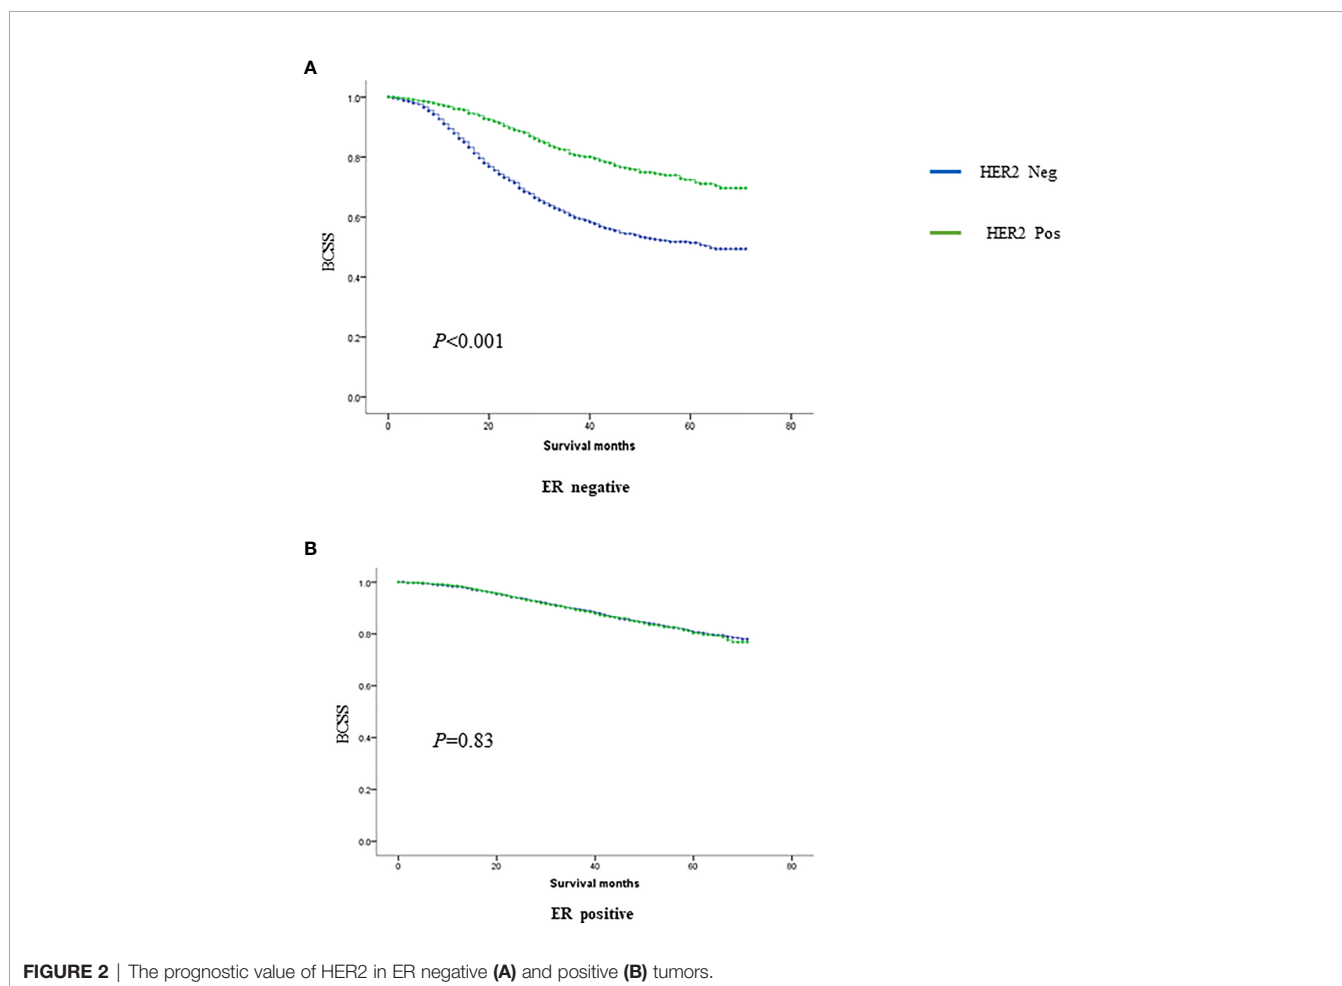 A
1.0
0.8
0.6
0.4
0.2
0.0
BCSS
P<0.001
0 20 40 60 80
Survival months
ER negative
HER2 Neg
HER2 Pos
B
1.0
0.8
0.6
0.4
0.2
0.0
BCSS
P=0.83
0 20 40 60 80
Survival months
ER positive
FIGURE 2 | The prognostic value of HER2 in ER negative (A) and positive (B) tumors.